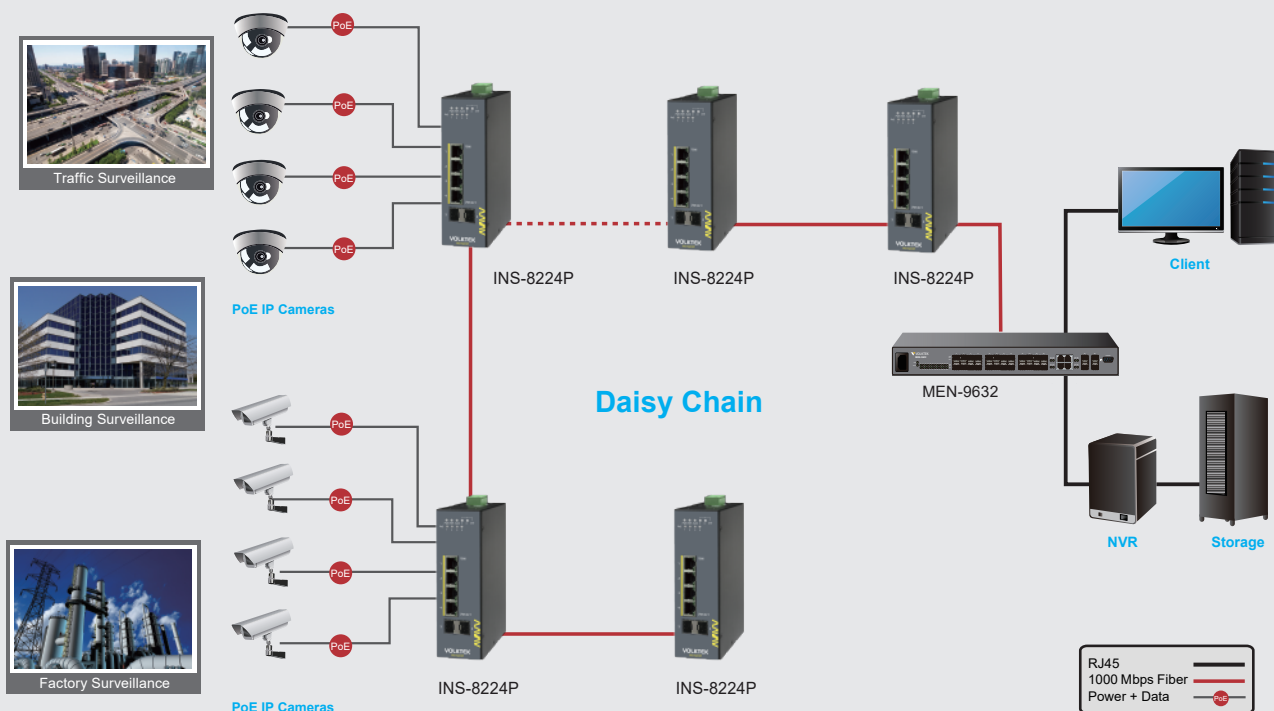 PoE
PoE
PoE
PoE
Traffic Surveillance
PoE IP Cameras
INS-8224P
INS-8224P
INS-8224P
Client
Building Surveillance
Daisy Chain
MEN-9632
PoE
PoE
PoE
PoE
NVR
Storage
Factory Surveillance
INS-8224P
INS-8224P
PoE IP Cameras
RJ45
1000 Mbps Fiber
Power + Data
PoE